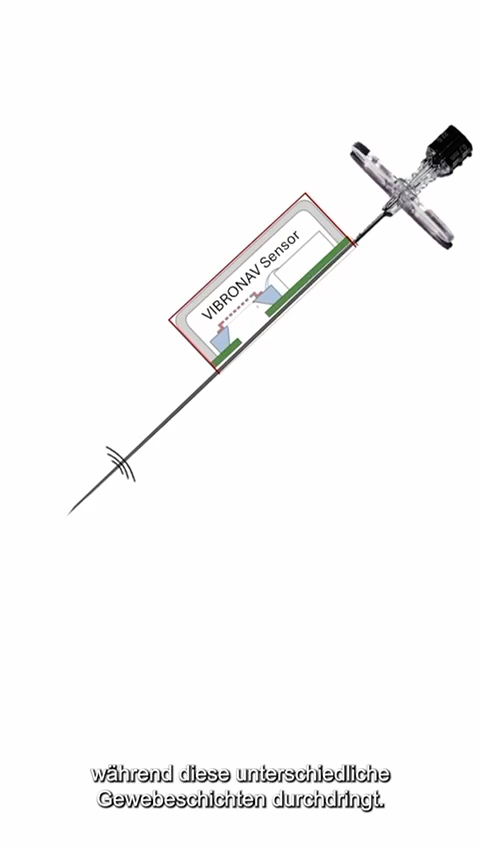 VIBRONAV Sensor
während diese unterschiedliche
Gewebeschichten durchdringt.